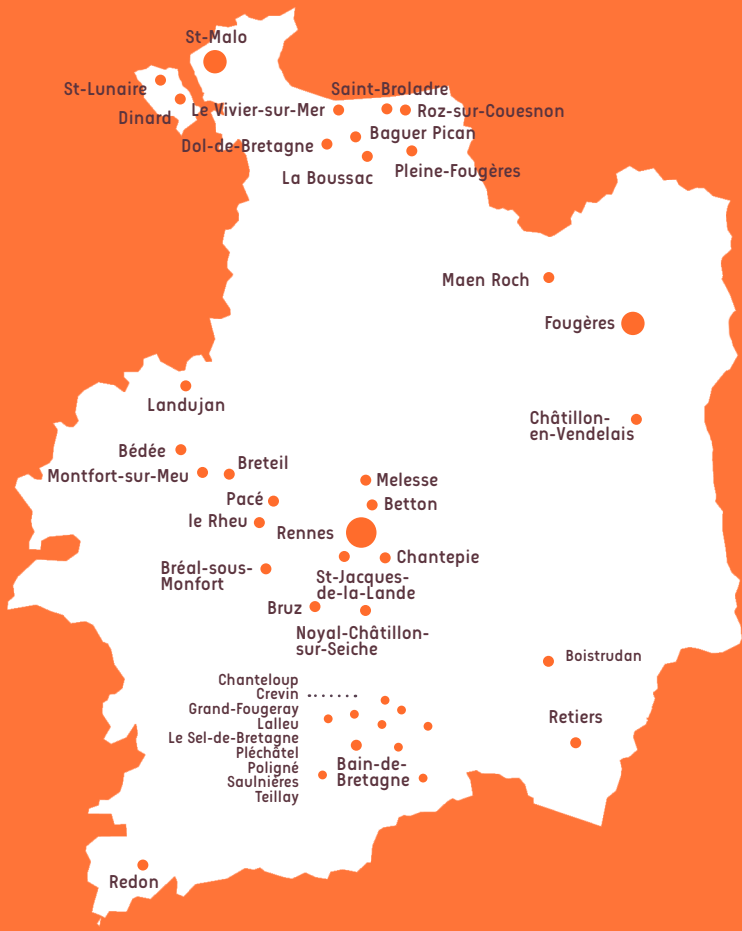 St-Malo
St-Lunaire
Saint-Broladre
Dinard
Le Vivier-sur-Mer
Roz-sur-Couesnon
Baguer Pican
Dol-de-Bretagne
La Boussac
Pleine-Fougères
Maen Roch
Fougères
Landujan
Châtillon-
en-Vendelais
Bédée
Breteil
Montfort-sur-Meu
Melesse
Pacé
Betton
le Rheu
Rennes
Chantepie
Bréal-sous-
Monfort
St-Jacques-
de-la-Lande
Bruz
Noyal-Châtillon-
sur-Seiche
Boistrudan
Chanteloup
Crevin
Grand-Fougeray
Lalleu
Le Sel-de-Bretagne
Pléchâtel
Poligné
Saulnières
Teillay
Retiers
Bain-de-
Bretagne
Redon